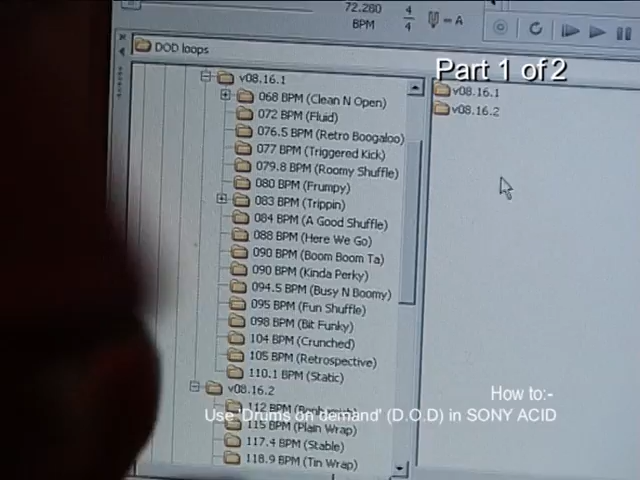 72.280
BPM
4
4
= A
DOD loops
Part 1 of 2
v08.16.1
068 BPM (Clean N Open)
072 BPM (Fluid)
076.5 BPM (Retro Boogaloo)
077 BPM (Triggered Kick)
079.8 BPM (Roomy Shuffle)
080 BPM (Frumpy)
083 BPM (Trippin)
084 BPM (A Good Shuffle)
088 BPM (Here We Go)
090 BPM (Boom Boom Ta)
090 BPM (Kinda Perky)
094.5 BPM (Busy N Boomy)
095 BPM (Fun Shuffle)
098 BPM (Bit Funky)
104 BPM (Crunched)
105 BPM (Retrospective)
110.1 BPM (Static)
v08.16.2
112 BPM
115 BPM (Plain Wrap)
117.4 BPM (Stable)
118.9 BPM (Tin Wrap)
v08.16.1
v08.16.2
How to:-
Use 'Drums on demand' (D.O.D) in SONY ACID